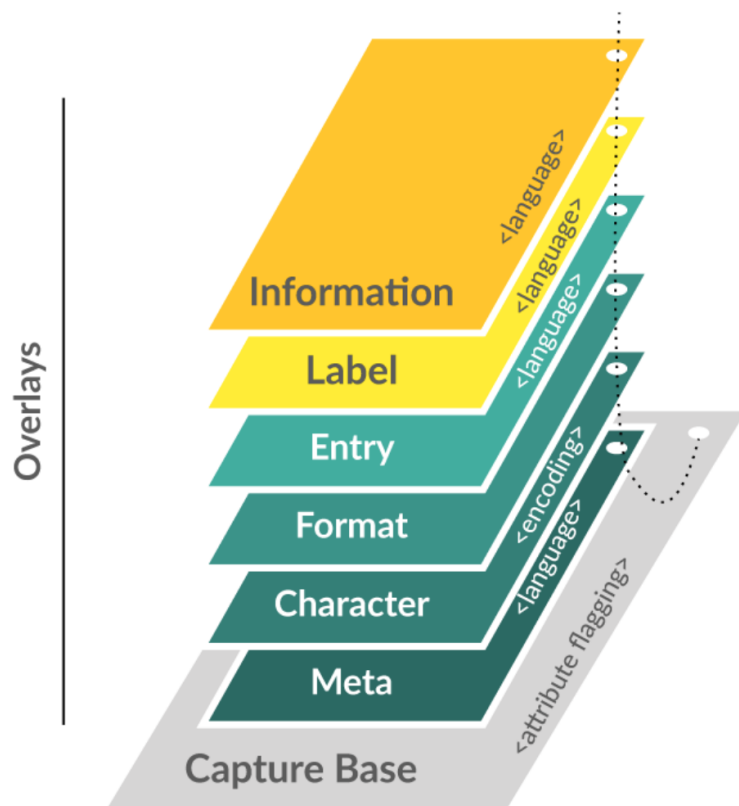 Overlays
Information
<language>
Label
<language>
Entry
<language>
Format
Character
<encoding>
Meta
<language>
Capture Base
<attribute flagging>